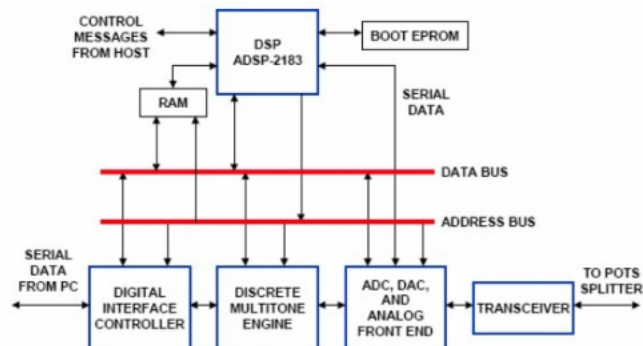 CONTROL
MESSAGES
FROM HOST
DSP
ADSP-2183
BOOT EPROM
RAM
SERIAL
DATA
DATA BUS
ADDRESS BUS
SERIAL
DATA
FROM PC
DIGITAL
INTERFACE
CONTROLLER
DISCRETE
MULTITONE
ENGINE
ADC, DAC,
AND
ANALOG
FRONT END
TRANSCEIVER
TO POTS
SPLITTER